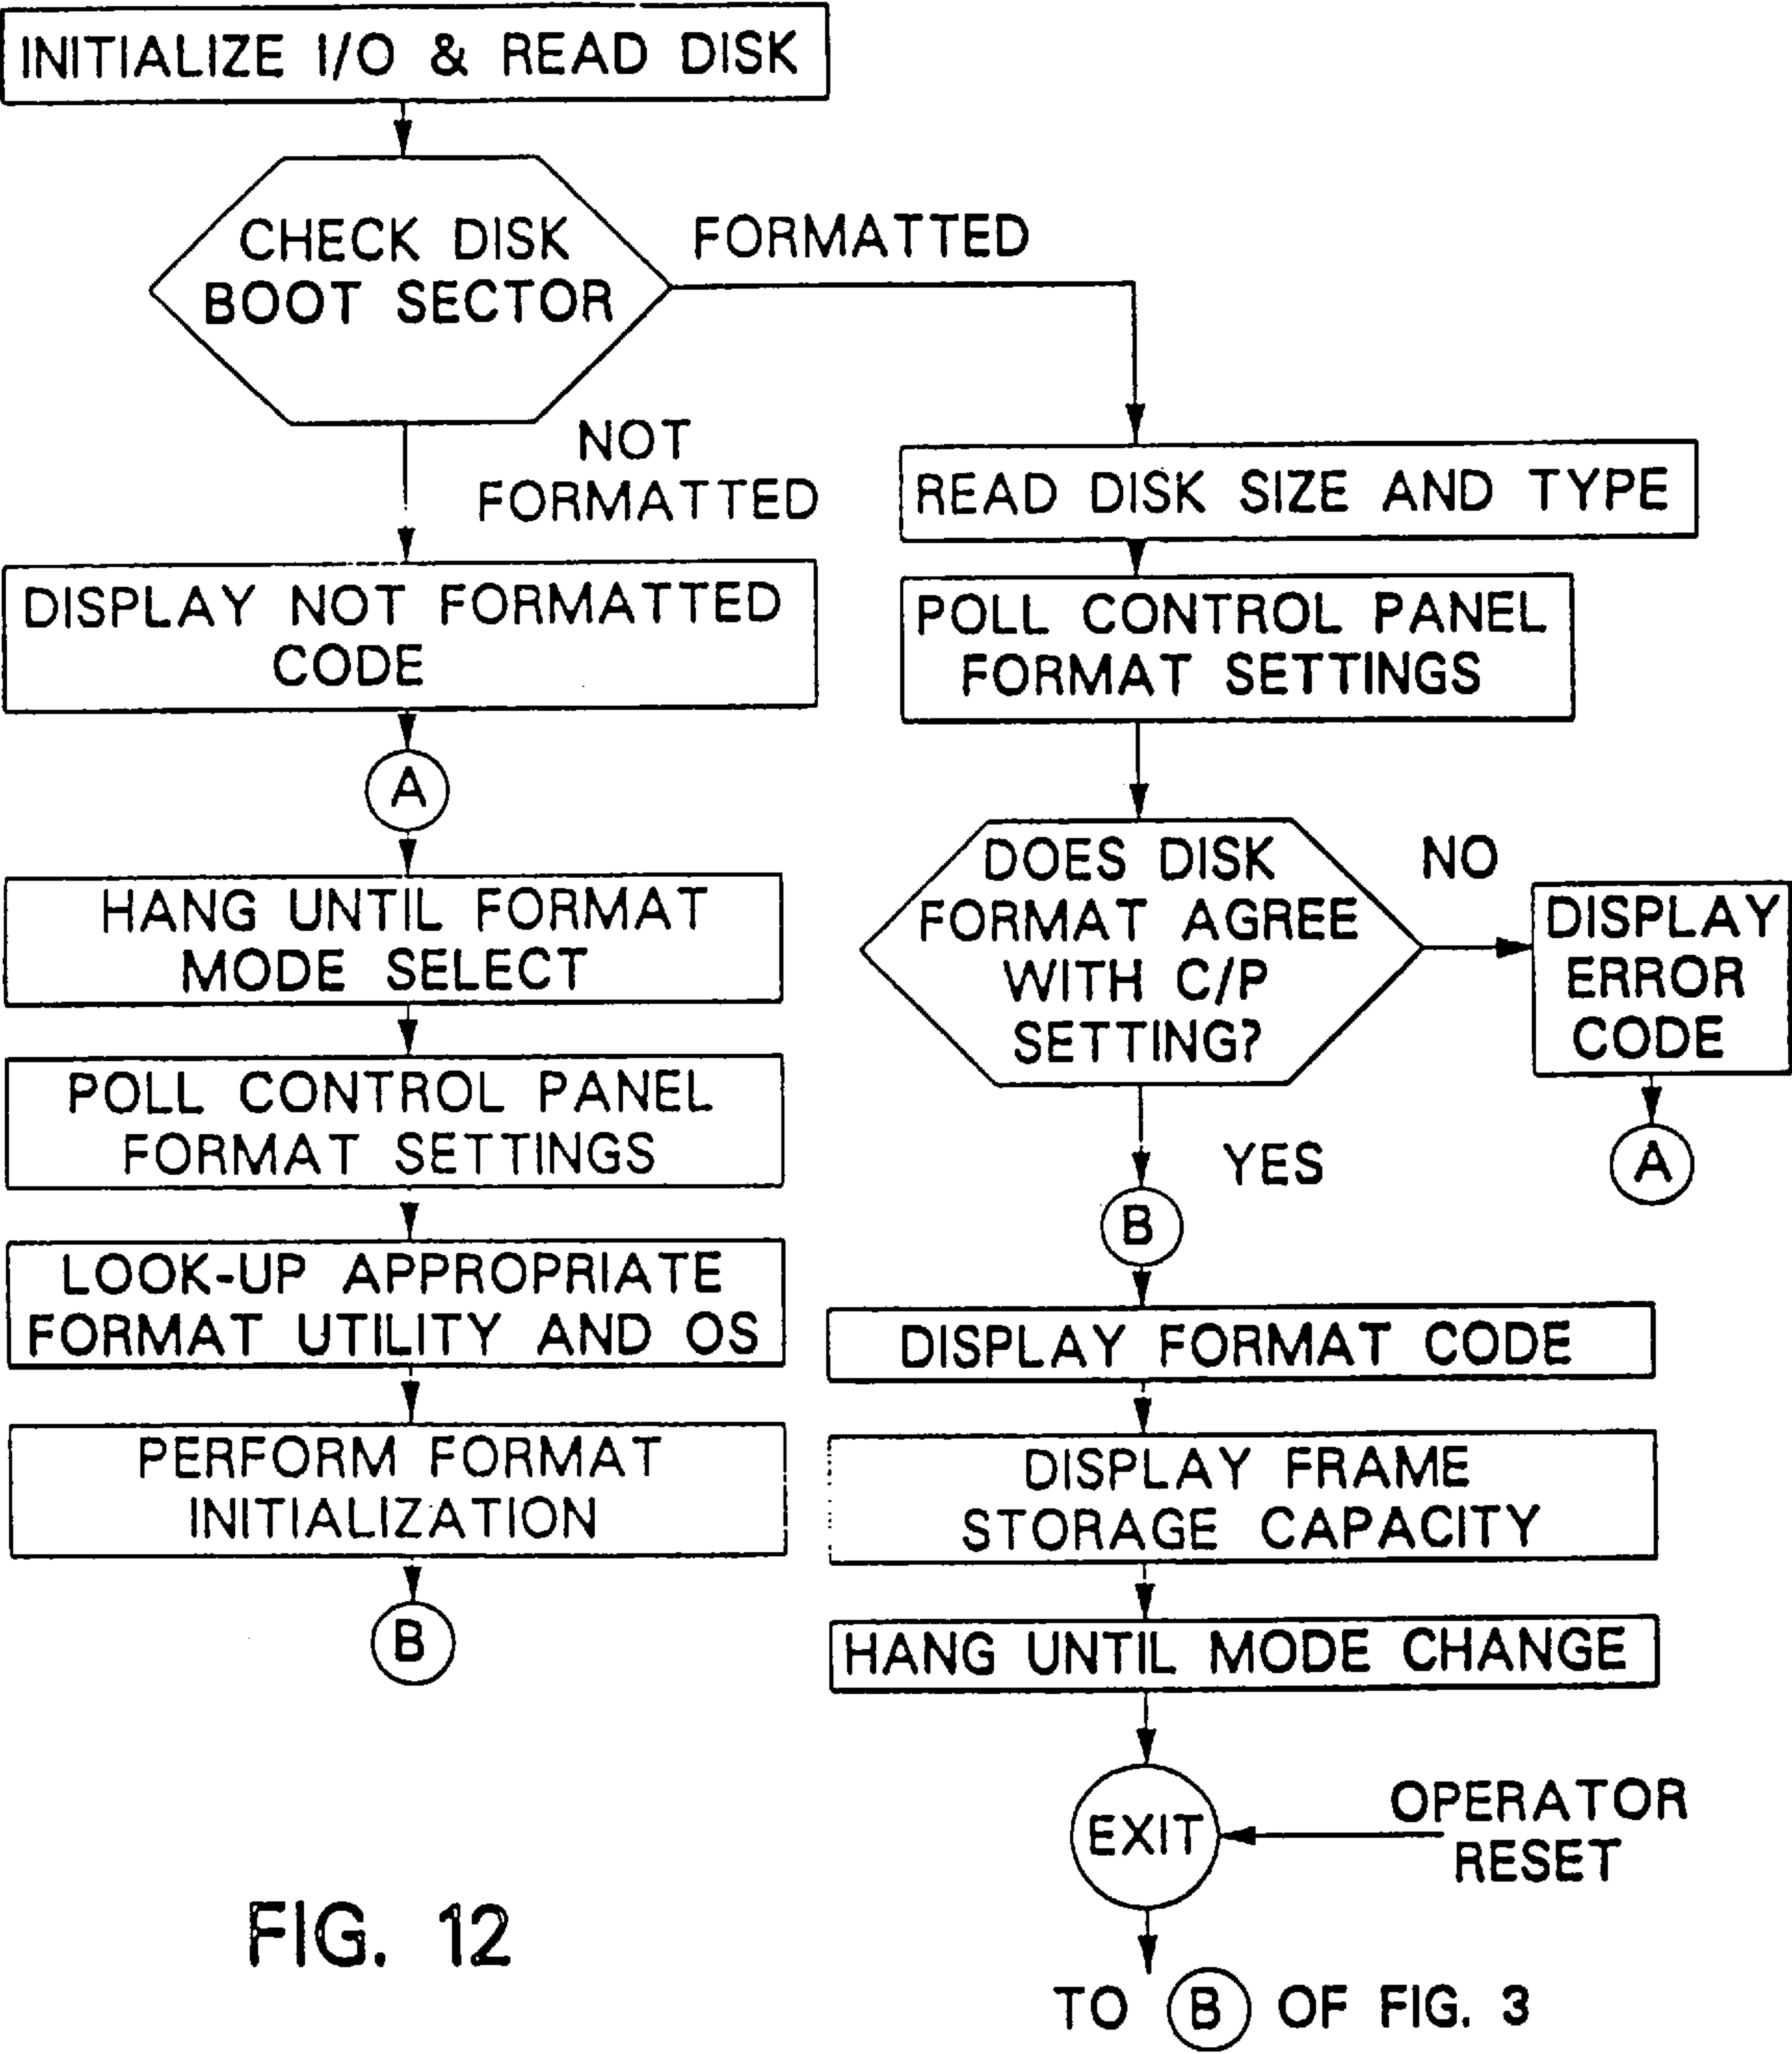 INITIALIZE I/O & READ DISK
CHECK DISK
BOOT SECTOR
FORMATTED
NOT
FORMATTED
DISPLAY NOT FORMATTED
CODE
A
HANG UNTIL FORMAT
MODE SELECT
POLL CONTROL PANEL
FORMAT SETTINGS
LOOK-UP APPROPRIATE
FORMAT UTILITY AND OS
PERFORM FORMAT
INITIALIZATION
B
READ DISK SIZE AND TYPE
POLL CONTROL PANEL
FORMAT SETTINGS
DOES DISK
FORMAT AGREE
WITH C/P
SETTING?
NO
DISPLAY
ERROR
CODE
A
YES
B
DISPLAY FORMAT CODE
DISPLAY FRAME
STORAGE CAPACITY
HANG UNTIL MODE CHANGE
EXIT
OPERATOR
RESET
TO B OF FIG. 3
FIG. 12